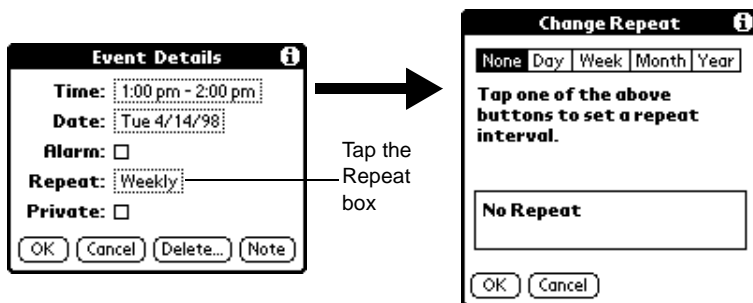 Event Details
Time: 1:00 pm - 2:00 pm
Date: Tue 4/14/98
Alarm:
Repeat: Weekly
Private:
OK Cancel Delete... Note
Tap the
Repeat
box
Change Repeat
None Day Week Month Year
Tap one of the above
buttons to set a repeat
interval.
No Repeat
OK Cancel